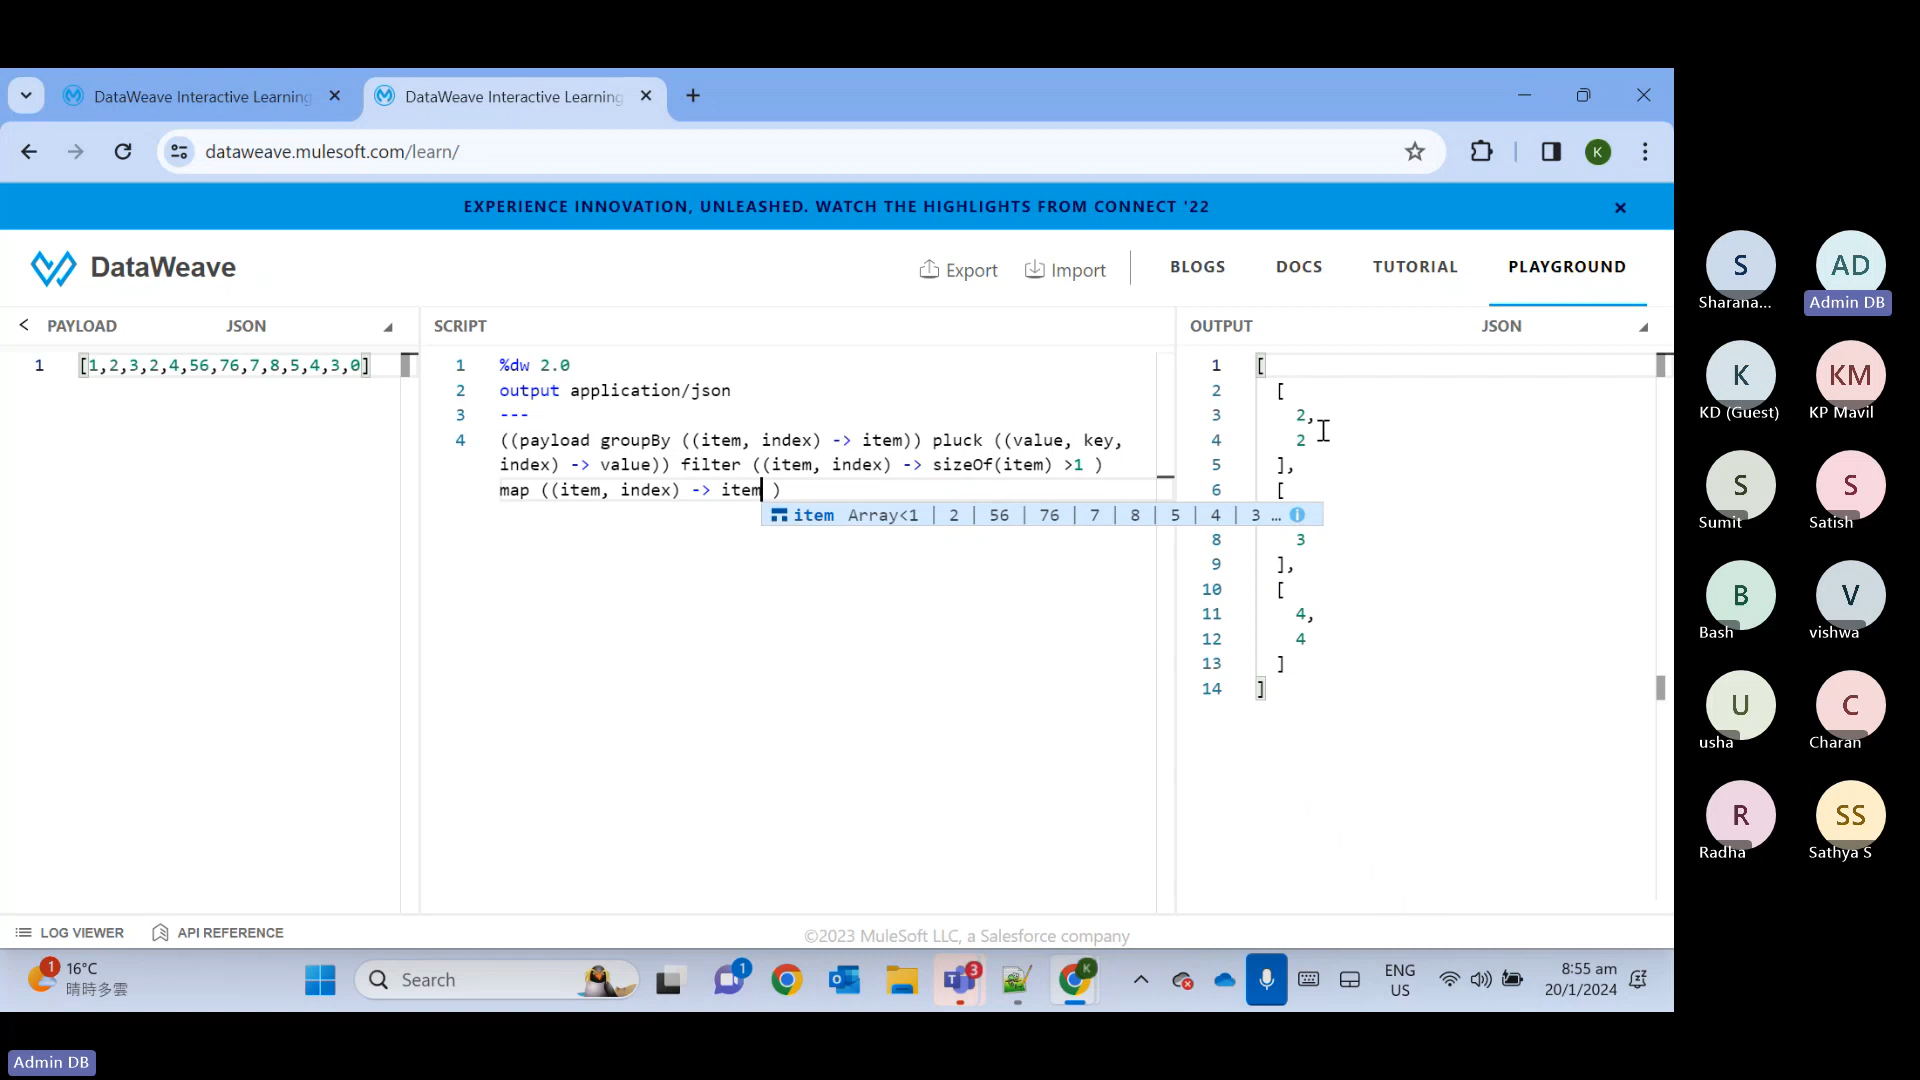 DataWeave Interactive Learning
DataWeave Interactive Learning
dataweave.mulesoft.com/learn/
K
EXPERIENCE INNOVATION, UNLEASHED. WATCH THE HIGHLIGHTS FROM CONNECT '22
DataWeave
Export
Import
BLOGS
DOCS
TUTORIAL
PLAYGROUND
PAYLOAD
JSON
1 [1,2,3,2,4,56,76,7,8,5,4,3,0]
SCRIPT
1 %dw 2.0
2 output application/json
3 ---
4 ((payload groupBy ((item, index) -> item)) pluck ((value, key,
index) -> value)) filter ((item, index) -> sizeOf(item) >1 )
map ((item, index) -> item )
item Array<1 | 2 | 56 | 76 | 7 | 8 | 5 | 4 | 3 ...
OUTPUT
JSON
1 [
2 [
3 2,
4 2
5 ],
6 [
8 3
9 ],
10 [
11 4,
12 4
13 ]
14 ]
LOG VIEWER
API REFERENCE
©2023 MuleSoft LLC, a Salesforce company
1
16°C
晴時多雲
Search
1
3
K
ENG
US
8:55 am
20/1/2024
S
Sharana...
AD
Admin DB
K
KD (Guest)
KM
KP Mavil
S
Sumit
S
Satish
B
Bash
V
vishwa
U
usha
C
Charan
R
Radha
SS
Sathya S
Admin DB